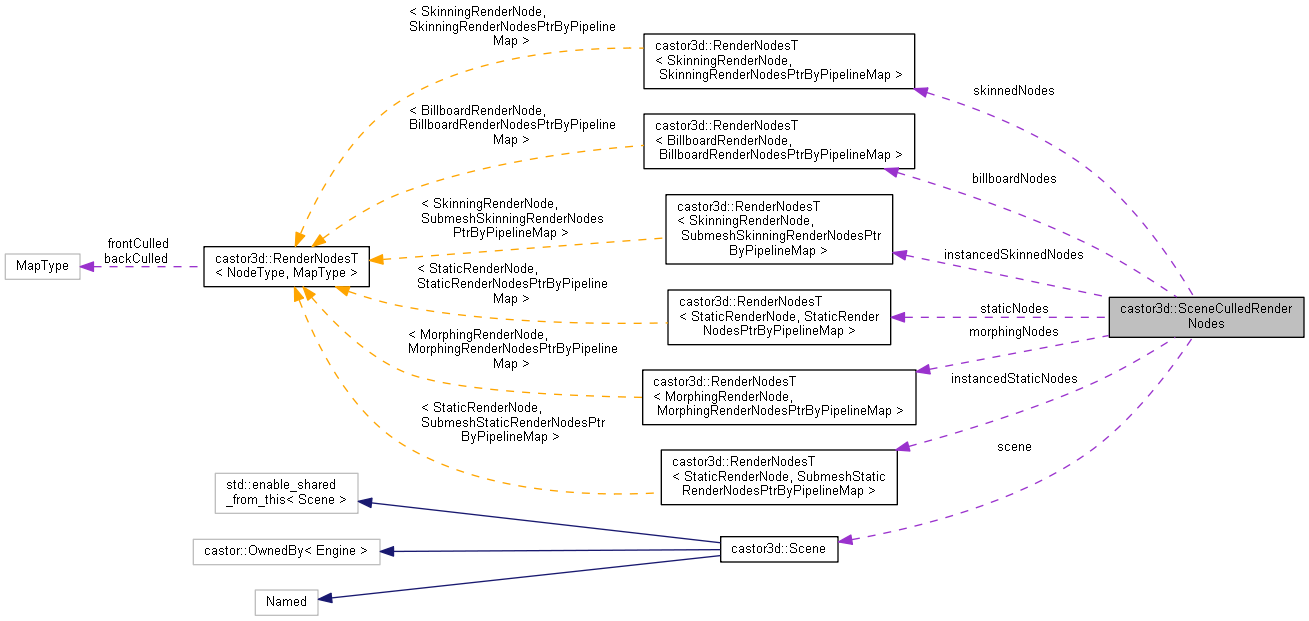 < SkinningRenderNode,
SkinningRenderNodesPtrByPipeline
Map >
castor3d::RenderNodesT
< SkinningRenderNode,
SkinningRenderNodesPtrByPipelineMap >
skinnedNodes
< BillboardRenderNode,
BillboardRenderNodesPtrByPipeline
Map >
castor3d::RenderNodesT
< BillboardRenderNode,
BillboardRenderNodesPtrByPipelineMap >
billboardNodes
< SkinningRenderNode,
SubmeshSkinningRenderNodes
PtrByPipelineMap >
castor3d::RenderNodesT
< SkinningRenderNode,
SubmeshSkinningRenderNodesPtr
ByPipelineMap >
instancedSkinnedNodes
MapType
frontCulled
backCulled
castor3d::RenderNodesT
< NodeType, MapType >
< StaticRenderNode,
StaticRenderNodesPtrByPipeline
Map >
castor3d::RenderNodesT
< StaticRenderNode, StaticRender
NodesPtrByPipelineMap >
staticNodes
castor3d::SceneCulledRender
Nodes
morphingNodes
< MorphingRenderNode,
MorphingRenderNodesPtrByPipeline
Map >
castor3d::RenderNodesT
< MorphingRenderNode,
MorphingRenderNodesPtrByPipelineMap >
instancedStaticNodes
< StaticRenderNode,
SubmeshStaticRenderNodesPtr
ByPipelineMap >
castor3d::RenderNodesT
< StaticRenderNode, SubmeshStatic
RenderNodesPtrByPipelineMap >
scene
std::enable_shared
_from_this< Scene >
castor::OwnedBy< Engine >
castor3d::Scene
Named